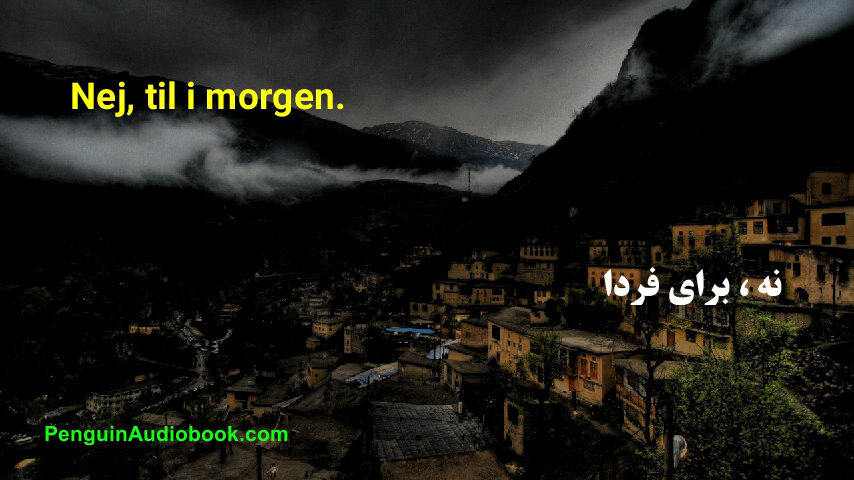 Nej, til i morgen.
نه ، برای فردا
PenguinAudiobook.com